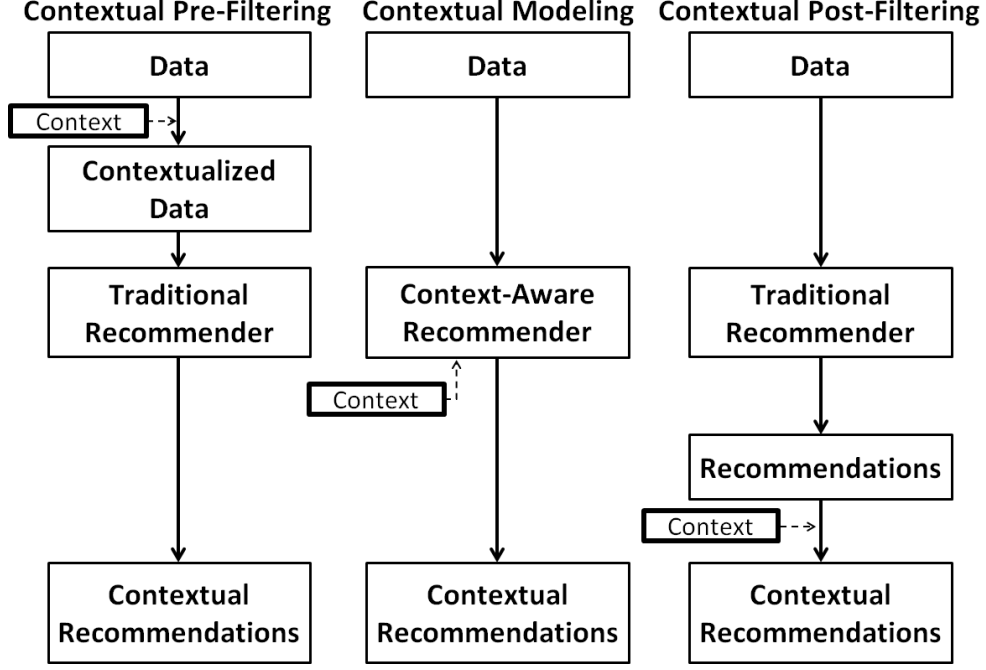 Contextual Pre-Filtering
Data
Context
Contextualized
Data
Traditional
Recommender
Contextual
Recommendations
Contextual Modeling
Data
Context-Aware
Recommender
Context
Contextual
Recommendations
Contextual Post-Filtering
Data
Traditional
Recommender
Recommendations
Context
Contextual
Recommendations